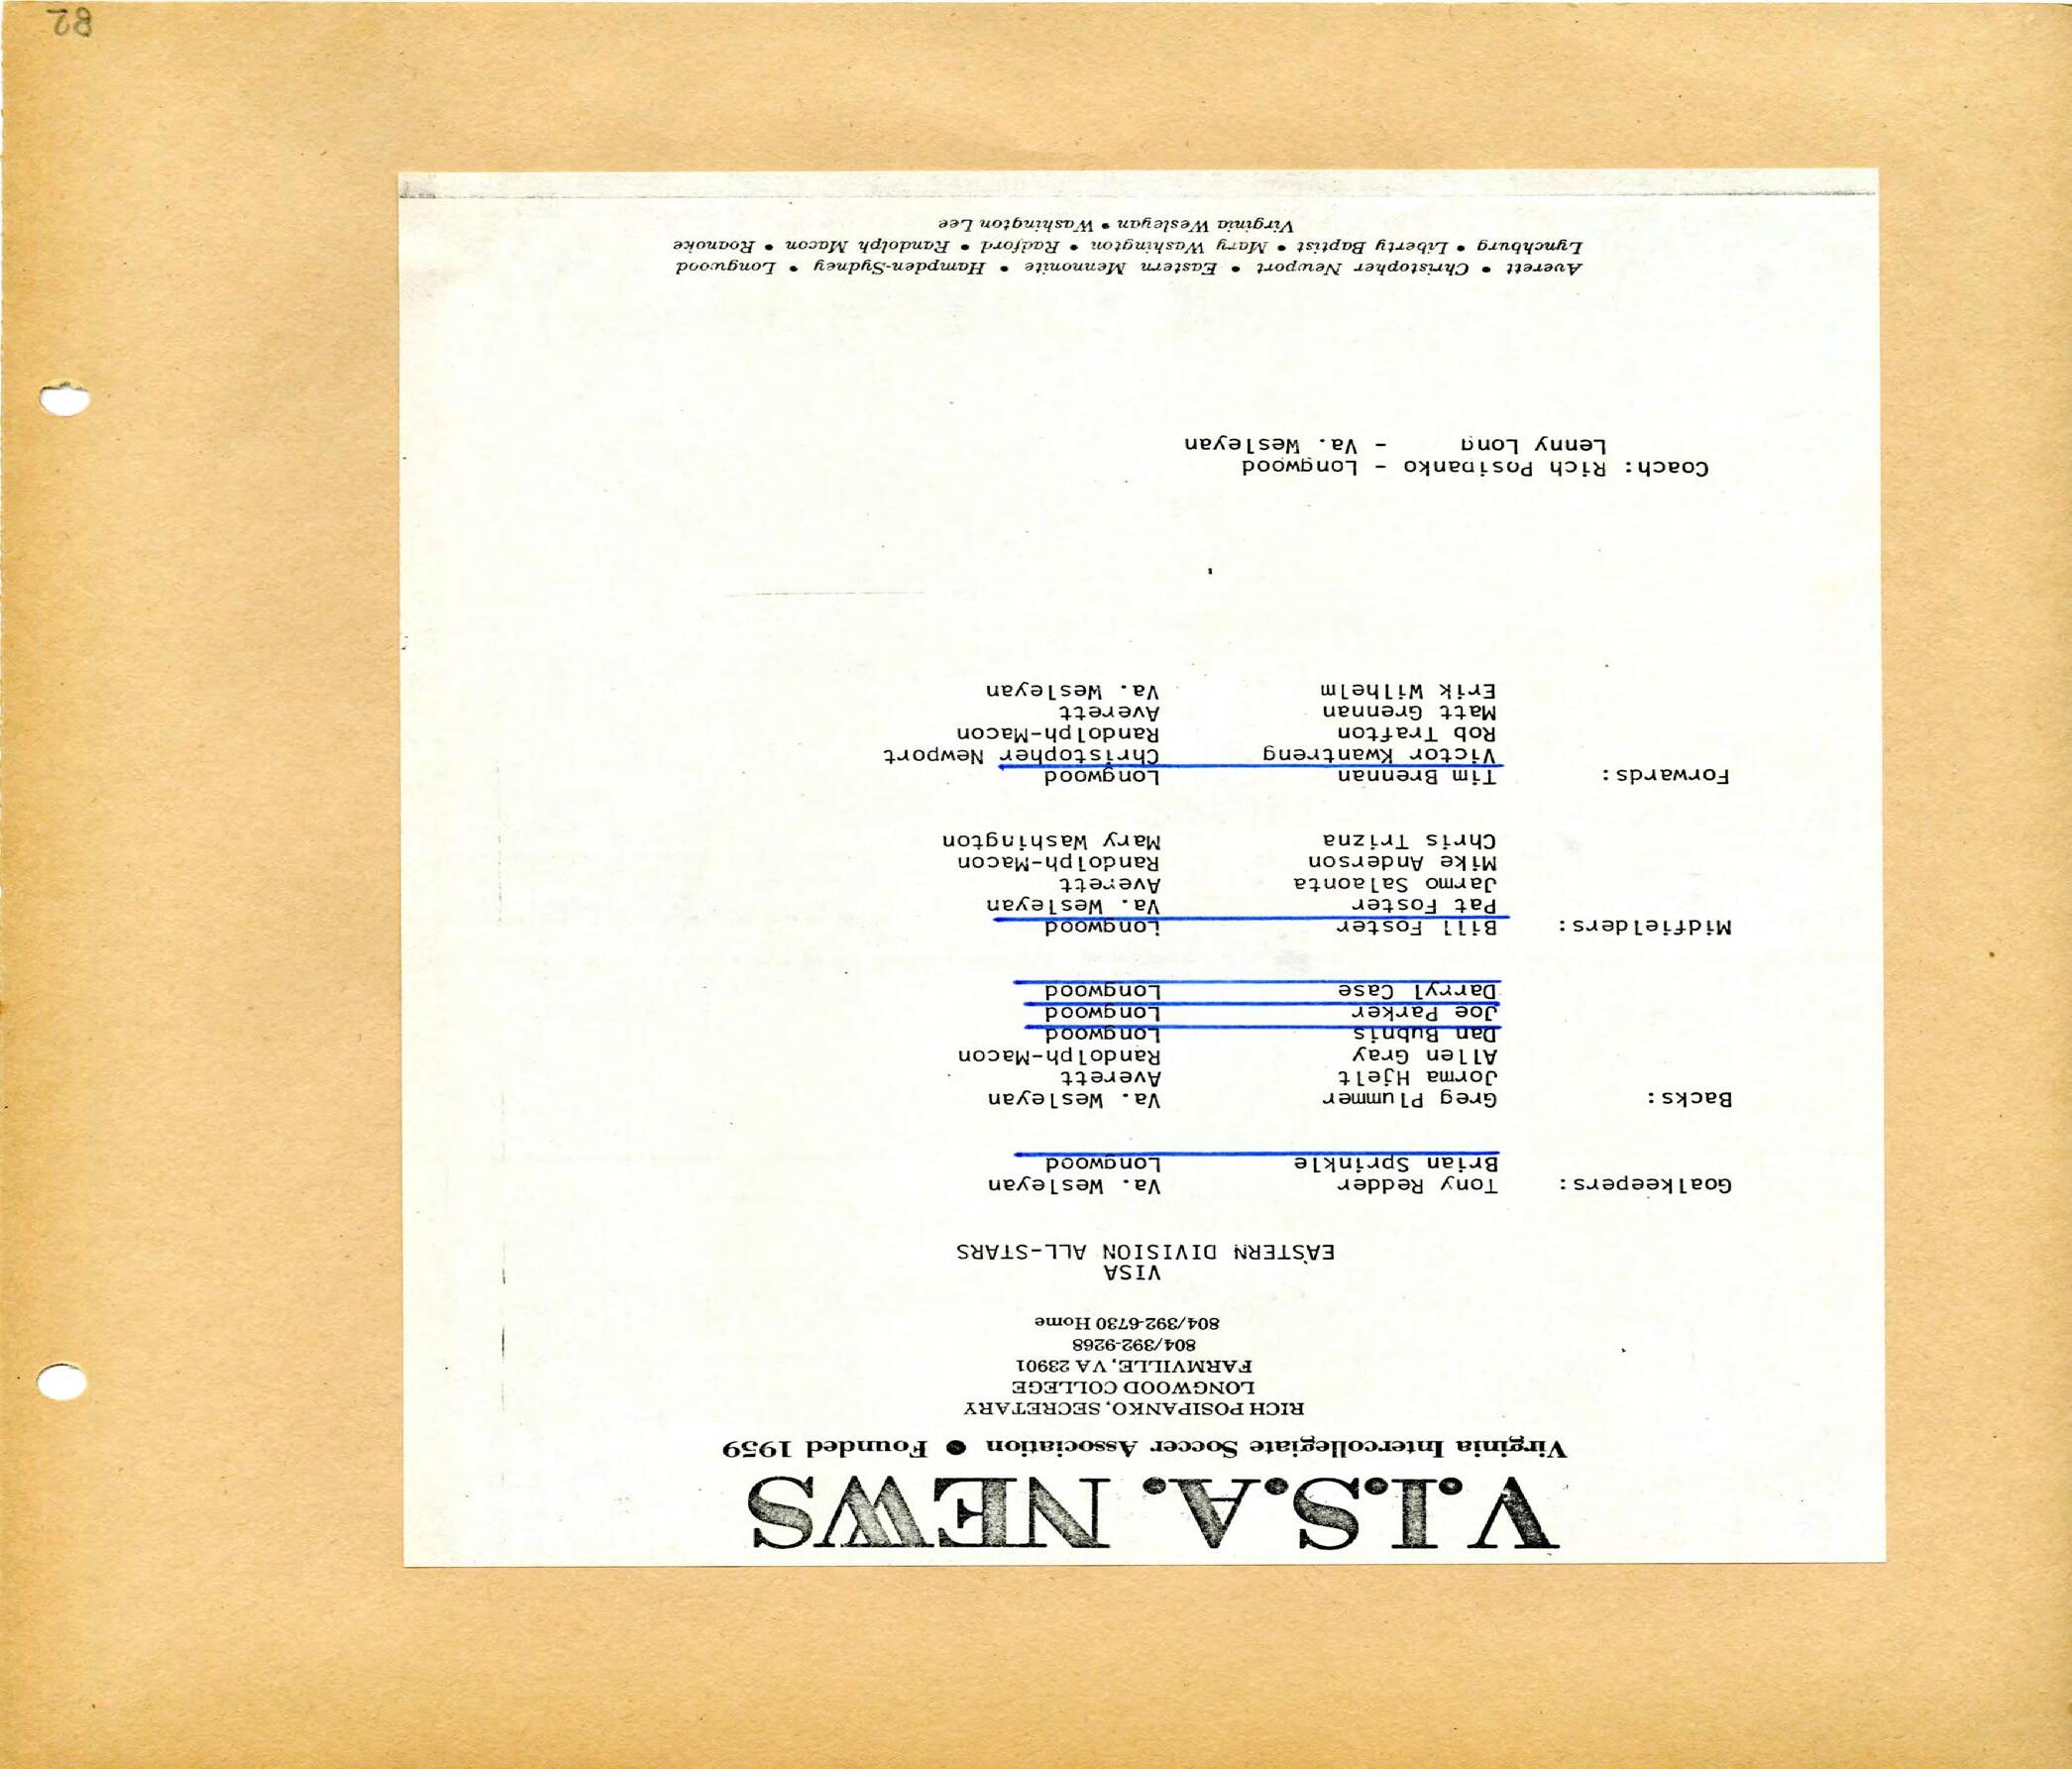 82
V.I.S.A. NEWS
Virginia Intercollegiate Soccer Association ● Founded 1959
RICH POSIPANKO, SECRETARY
LONGWOOD COLLEGE
FARMVILLE, VA 23901
804/392-9268
804/392-6730 Home
VISA
EASTERN DIVISION ALL-STARS
Goalkeepers: Tony Redder Va. Wesleyan
Brian Sprinkle Longwood
Backs: Greg Plummer Va. Wesleyan
Jorma Hjelt Averett
Allen Gray Randolph-Macon
Dan Bubnis Longwood
Joe Parker Longwood
Darryl Case Longwood
Midfielders: Bill Foster Longwood
Pat Foster Va. Wesleyan
Jarmo Salaonta Averett
Mike Anderson Randolph-Macon
Chris Trizna Mary Washington
Forwards: Tim Brennan Longwood
Victor Kwantreng Christopher Newport
Rob Trafton Randolph-Macon
Matt Grennan Averett
Erik Wilhelm Va. Wesleyan
Coach: Rich Posipanko - Longwood
Lenny Long - Va. Wesleyan
Averett • Christopher Newport • Eastern Mennonite • Hampden-Sydney • Longwood
Lynchburg • Liberty Baptist • Mary Washington • Radford • Randolph Macon • Roanoke
Virginia Wesleyan • Washington Lee